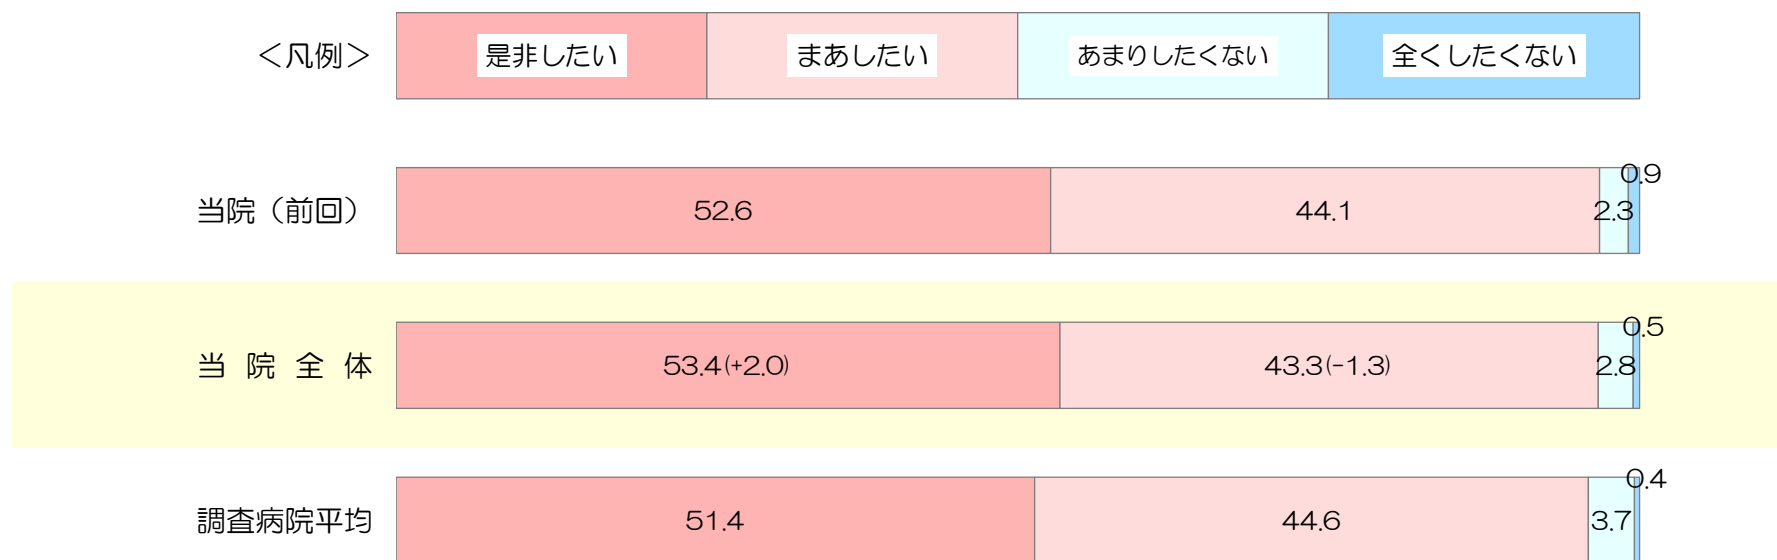 ＜凡例＞ 是非したい まあしたい あまりしたくない 全くしたくない
0.9
当院（前回） 52.6 44.1 2.3
0.5
当院全体 53.4(+2.0) 43.3(-1.3) 2.8
0.4
調査病院平均 51.4 44.6 3.7